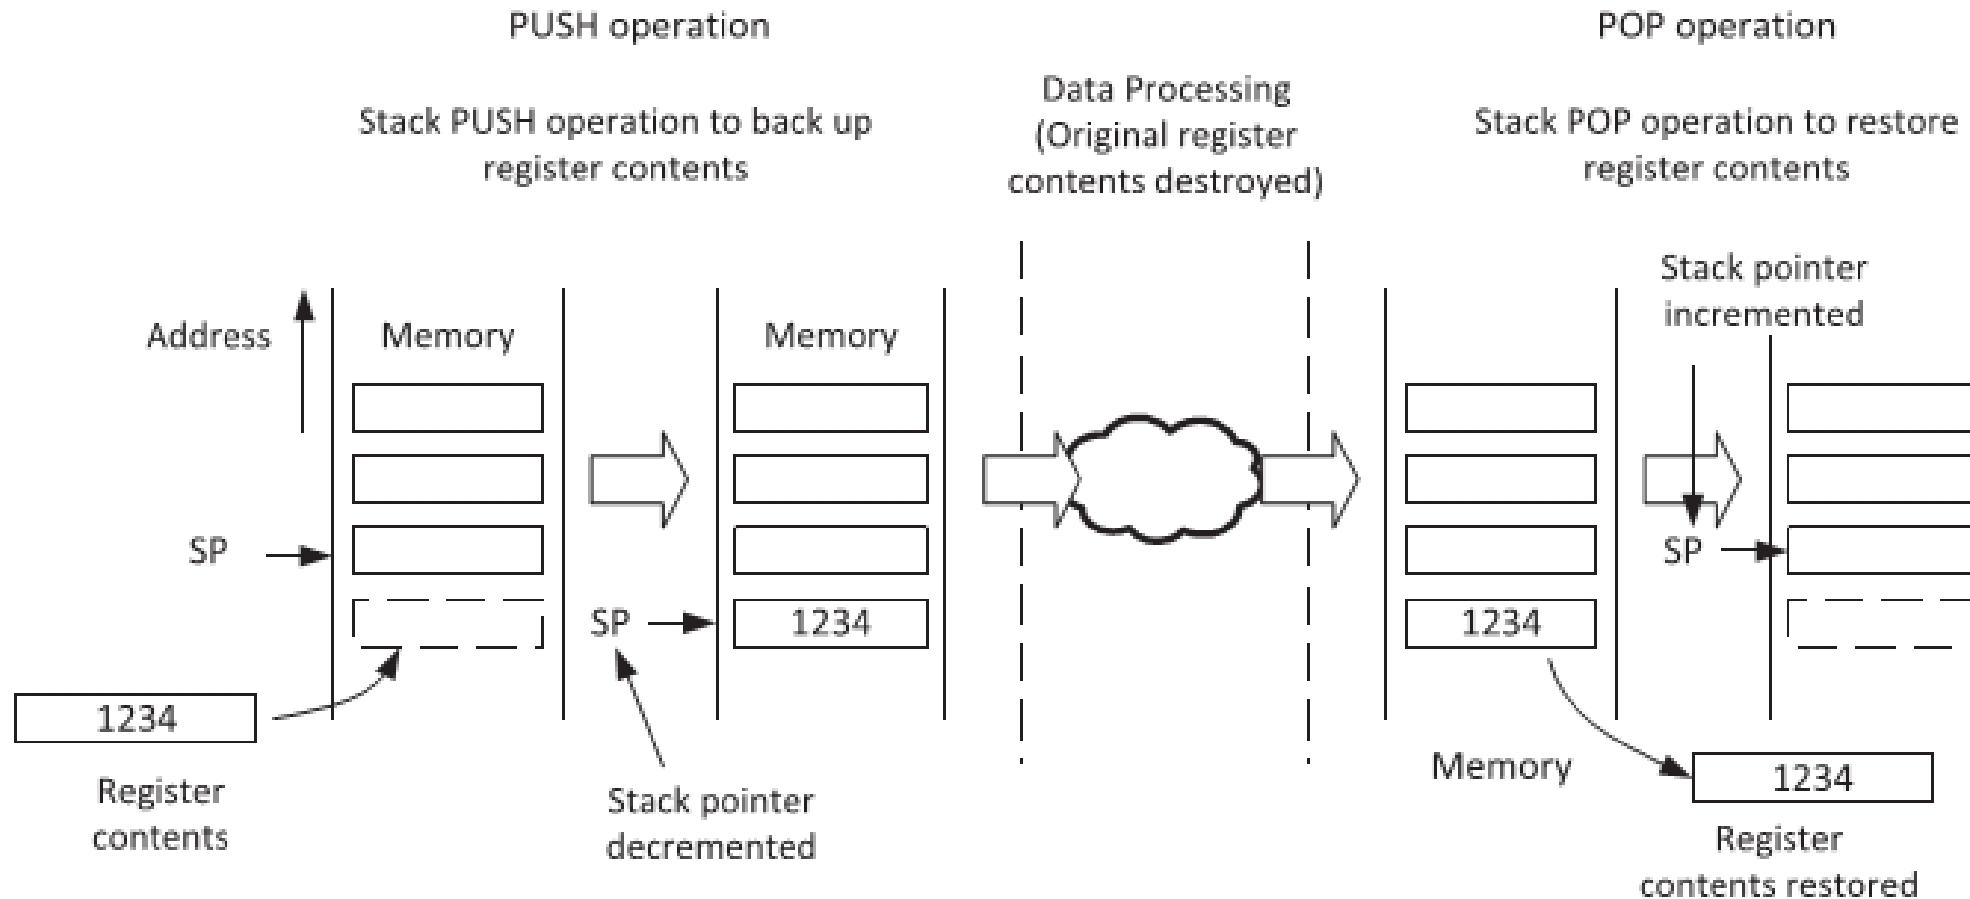 PUSH operation
Stack PUSH operation to back up
register contents
Data Processing
(Original register
contents destroyed)
POP operation
Stack POP operation to restore
register contents
Address
Memory
SP
1234
Register
contents
Memory
SP
1234
Stack pointer
decremented
1234
Memory
Stack pointer
incremented
SP
1234
Register
contents restored